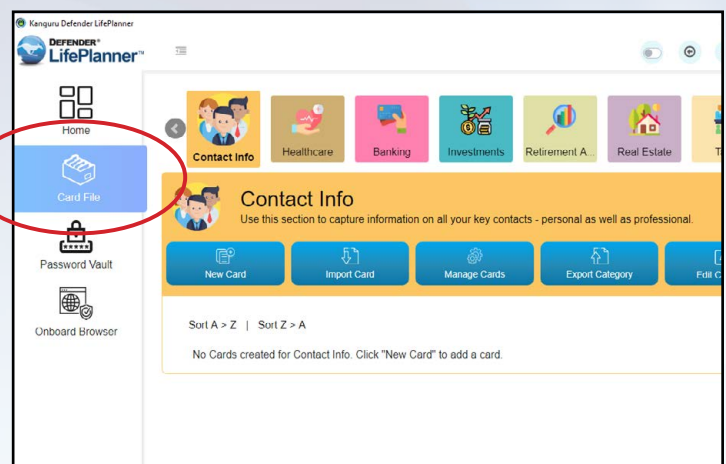 Kanguru Defender LifePlanner
DEFENDER®
LifePlanner™
Home
Card File
Password Vault
Onboard Browser
Contact Info
Healthcare
Banking
Investments
Retirement A...
Real Estate
Contact Info
Use this section to capture information on all your key contacts - personal as well as professional.
New Card
Import Card
Manage Cards
Export Category
Edit
Sort A > Z | Sort Z > A
No Cards created for Contact Info. Click "New Card" to add a card.